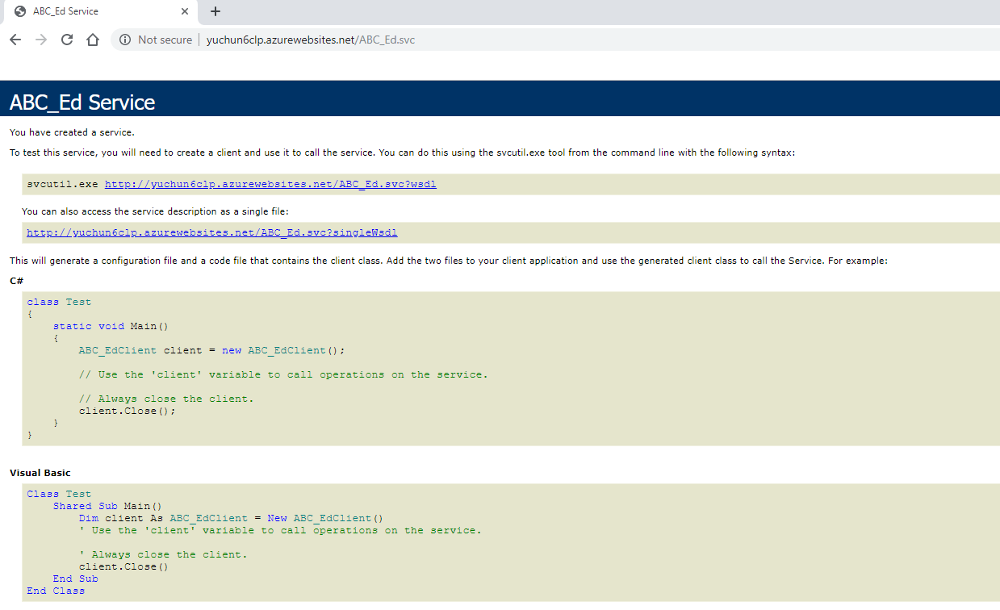 ABC_Ed Service
Not secure yuchun6clp.azurewebsites.net/ABC_Ed.svc
ABC_Ed Service
You have created a service.
To test this service, you will need to create a client and use it to call the service. You can do this using the svcutil.exe tool from the command line with the following syntax:
svcutil.exe http://yuchun6clp.azurewebsites.net/ABC_Ed.svc?wsdl
You can also access the service description as a single file:
http://yuchun6clp.azurewebsites.net/ABC_Ed.svc?singleWsdl
This will generate a configuration file and a code file that contains the client class. Add the two files to your client application and use the generated client class to call the Service. For example:
C#
class Test
{
    static void Main()
    {
        ABC_EdClient client = new ABC_EdClient();
        // Use the 'client' variable to call operations on the service.
        // Always close the client.
        client.Close();
    }
}
Visual Basic
Class Test
    Shared Sub Main()
        Dim client As ABC_EdClient = New ABC_EdClient()
        ' Use the 'client' variable to call operations on the service.
        ' Always close the client.
        client.Close()
    End Sub
End Class